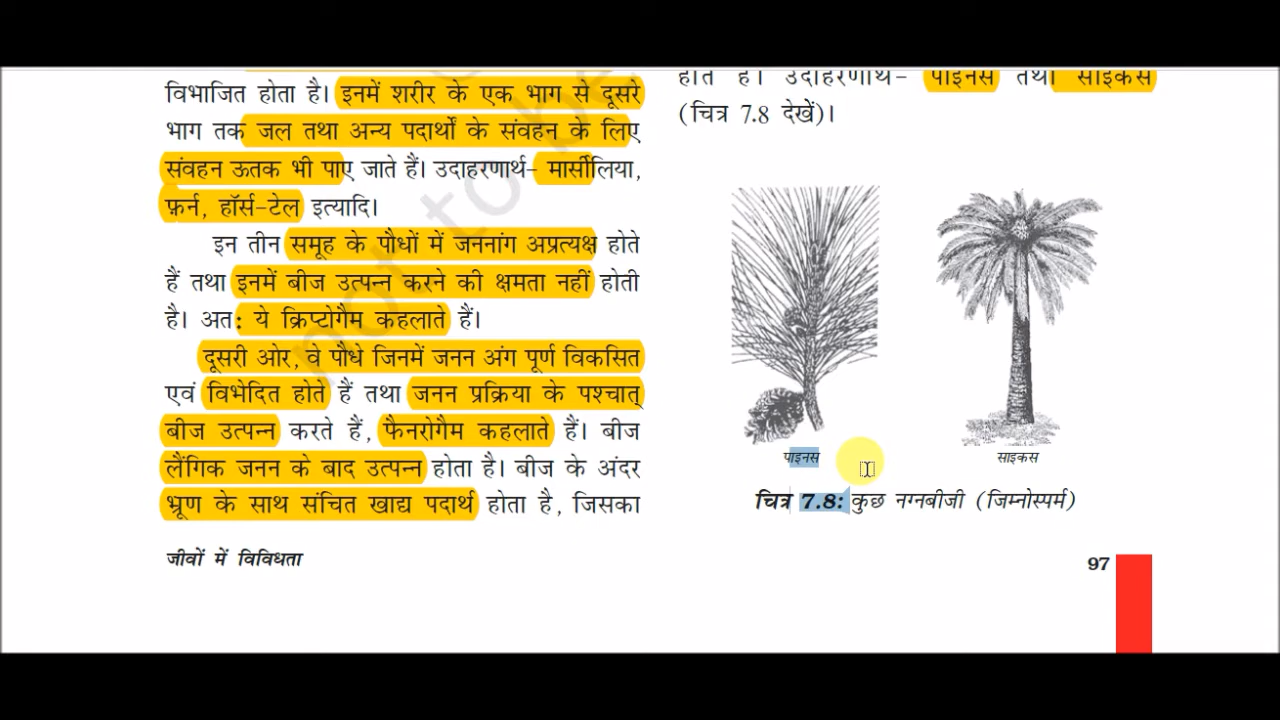 विभाजित होता है। इनमें शरीर के एक भाग से दूसरे
भाग तक जल तथा अन्य पदार्थों के संवहन के लिए
संवहन ऊतक भी पाए जाते हैं। उदाहरणार्थ– मार्सीलिया,
फ़र्न, हॉर्स-टेल इत्यादि।
इन तीन समूह के पौधों में जननांग अप्रत्यक्ष होते
हैं तथा इनमें बीज उत्पन्न करने की क्षमता नहीं होती
है। अत: ये क्रिप्टोगैम कहलाते हैं।
दूसरी ओर, वे पौधे जिनमें जनन अंग पूर्ण विकसित
एवं विभेदित होते हैं तथा जनन प्रक्रिया के पश्चात्
बीज उत्पन्न करते हैं, फैनरोगैम कहलाते हैं। बीज
लैंगिक जनन के बाद उत्पन्न होता है। बीज के अंदर
भ्रूण के साथ संचित खाद्य पदार्थ होता है, जिसका
होते हैं। उदाहरणार्थ– पाइनस तथा साइकस
(चित्र 7.8 देखें)।
पाइनस
साइकस
चित्र 7.8: कुछ नग्नबीजी (जिम्नोस्पर्म)
जीवों में विविधता
97
not to be